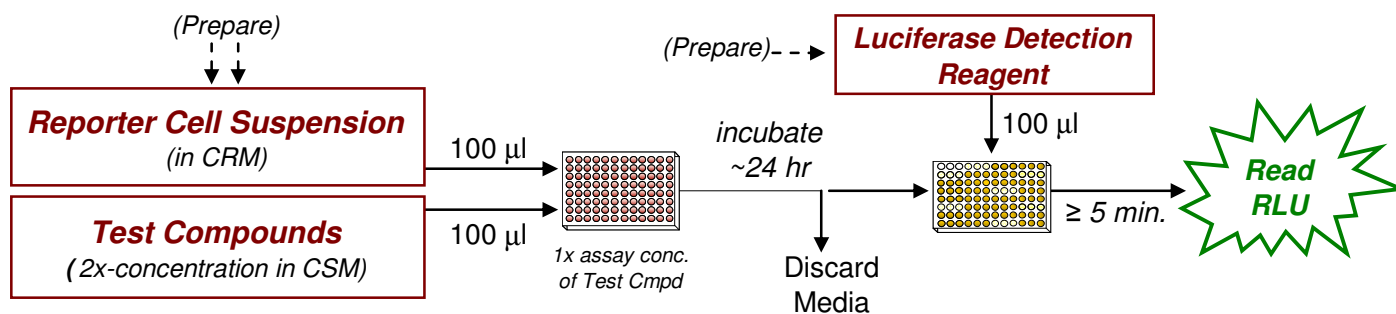 (Prepare)
Reporter Cell Suspension
(in CRM)
Test Compounds
(2x-concentration in CSM)
100 µl
100 µl
1x assay conc.
of Test Cmpd
incubate
~24 hr
Discard
Media
(Prepare)
Luciferase Detection
Reagent
100 µl
≥ 5 min.
Read
RLU